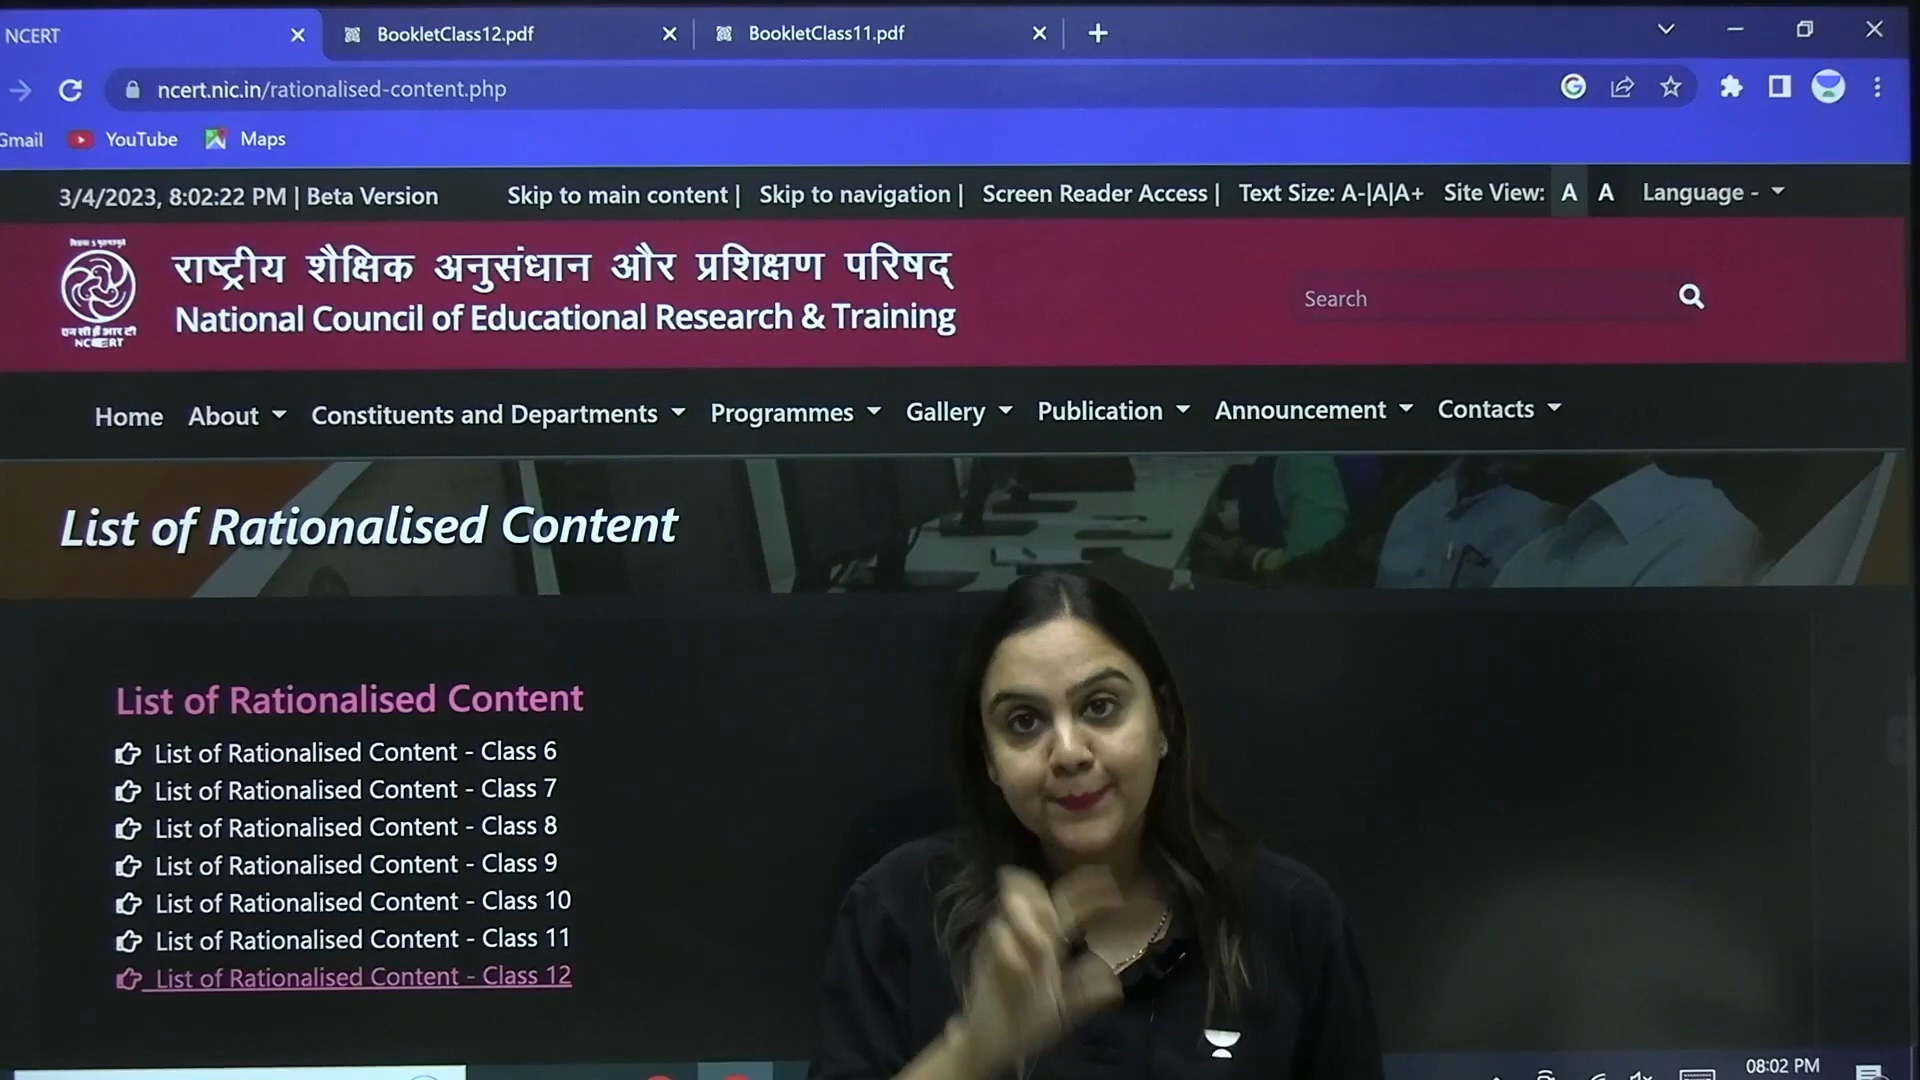 NCERT
BookletClass12.pdf
BookletClass11.pdf
ncert.nic.in/rationalised-content.php
Gmail
YouTube
Maps
3/4/2023, 8:02:22 PM | Beta Version
Skip to main content |
Skip to navigation |
Screen Reader Access |
Text Size: A-|A|A+
Site View: A A
Language -
राष्ट्रीय शैक्षिक अनुसंधान और प्रशिक्षण परिषद्
National Council of Educational Research & Training
एन सी ई आर टी
NCERT
Search
Home
About
Constituents and Departments
Programmes
Gallery
Publication
Announcement
Contacts
List of Rationalised Content
List of Rationalised Content
List of Rationalised Content - Class 6
List of Rationalised Content - Class 7
List of Rationalised Content - Class 8
List of Rationalised Content - Class 9
List of Rationalised Content - Class 10
List of Rationalised Content - Class 11
List of Rationalised Content - Class 12
08:02 PM